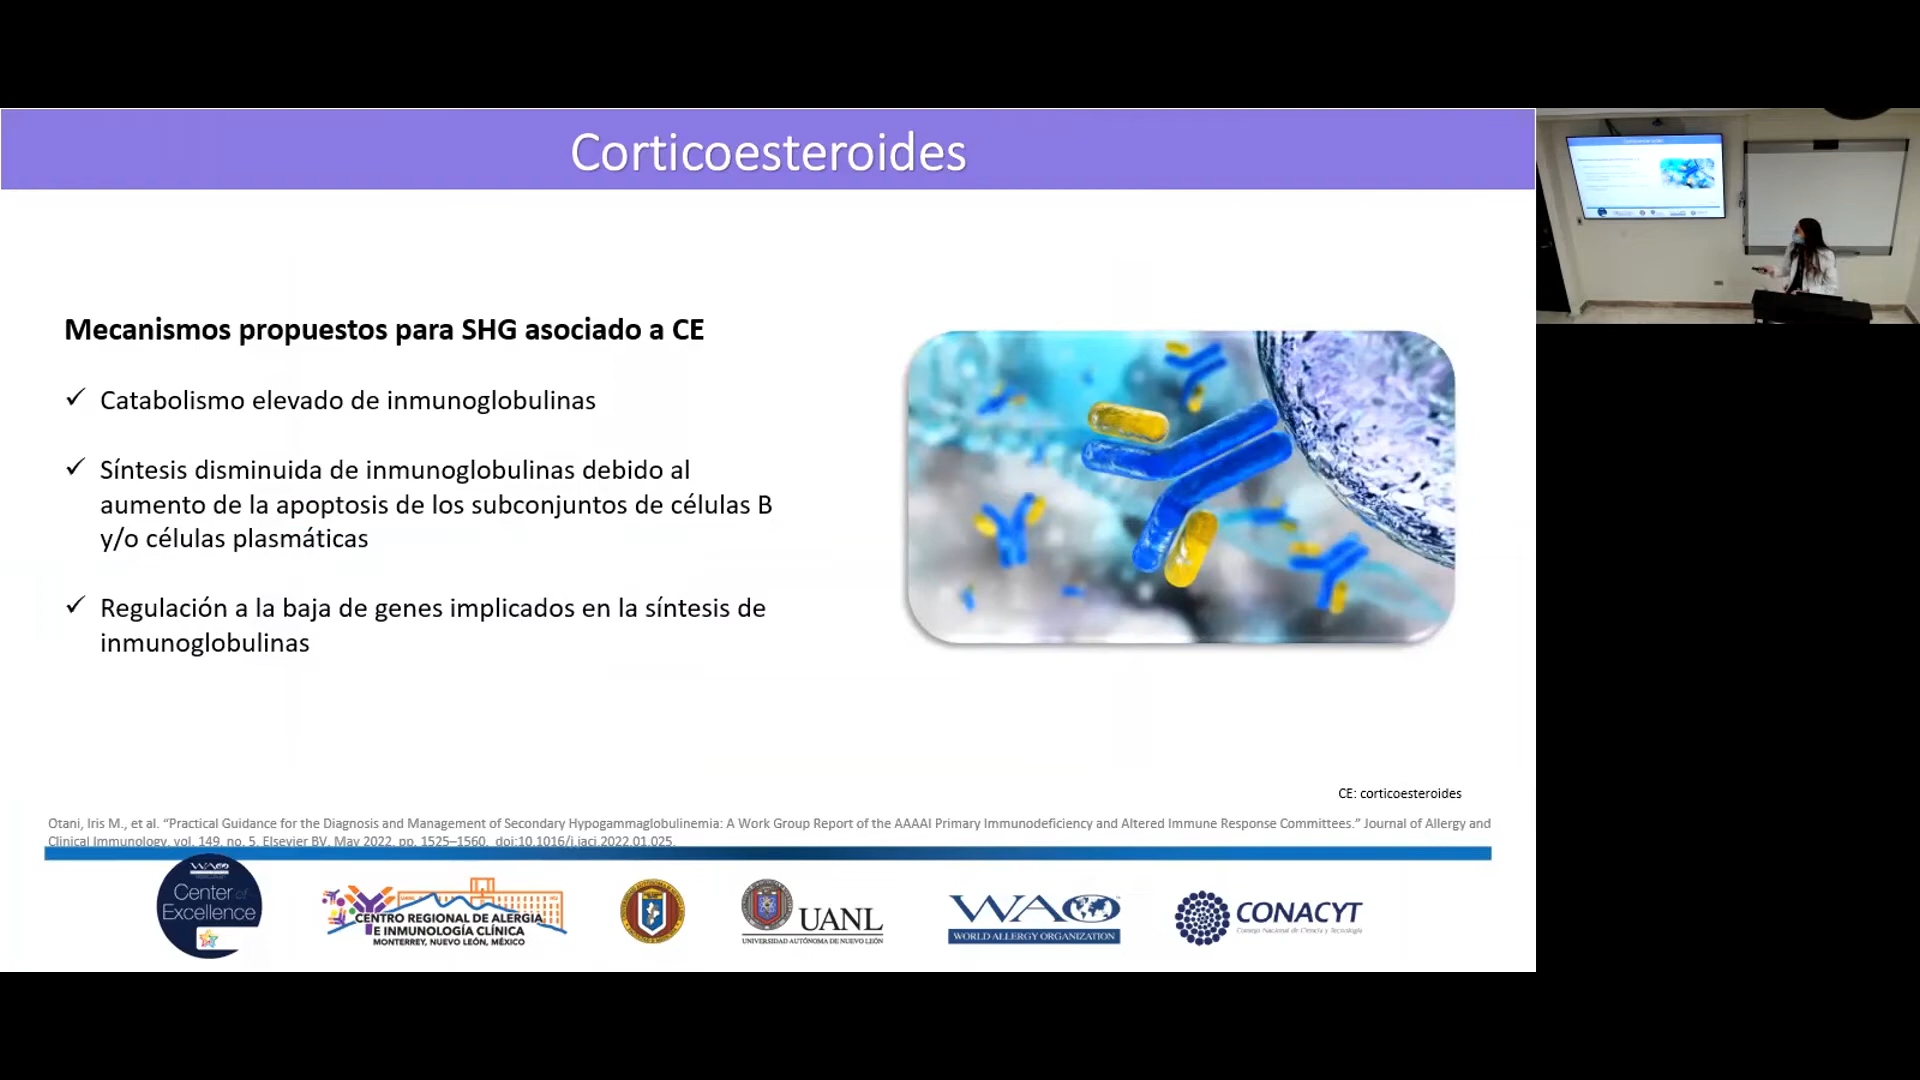 Corticoesteroides
Mecanismos propuestos para SHG asociado a CE
✓ Catabolismo elevado de inmunoglobulinas
✓ Síntesis disminuida de inmunoglobulinas debido al
aumento de la apoptosis de los subconjuntos de células B
y/o células plasmáticas
✓ Regulación a la baja de genes implicados en la síntesis de
inmunoglobulinas
CE: corticoesteroides
Otani, Iris M., et al. “Practical Guidance for the Diagnosis and Management of Secondary Hypogammaglobulinemia: A Work Group Report of the AAAAI Primary Immunodeficiency and Altered Immune Response Committees.” Journal of Allergy and
Clinical Immunology, vol. 149, no. 5, Elsevier BV, May 2022, pp. 1525–1560, doi:10.1016/j.jaci.2022.01.025.
WAO
Center of
Excellence
CENTRO REGIONAL DE ALERGIA
E INMUNOLOGÍA CLÍNICA
MONTERREY, NUEVO LEÓN, MÉXICO
UANL
UNIVERSIDAD AUTÓNOMA DE NUEVO LEÓN
WAO
WORLD ALLERGY ORGANIZATION
CONACYT
Consejo Nacional de Ciencia y Tecnología